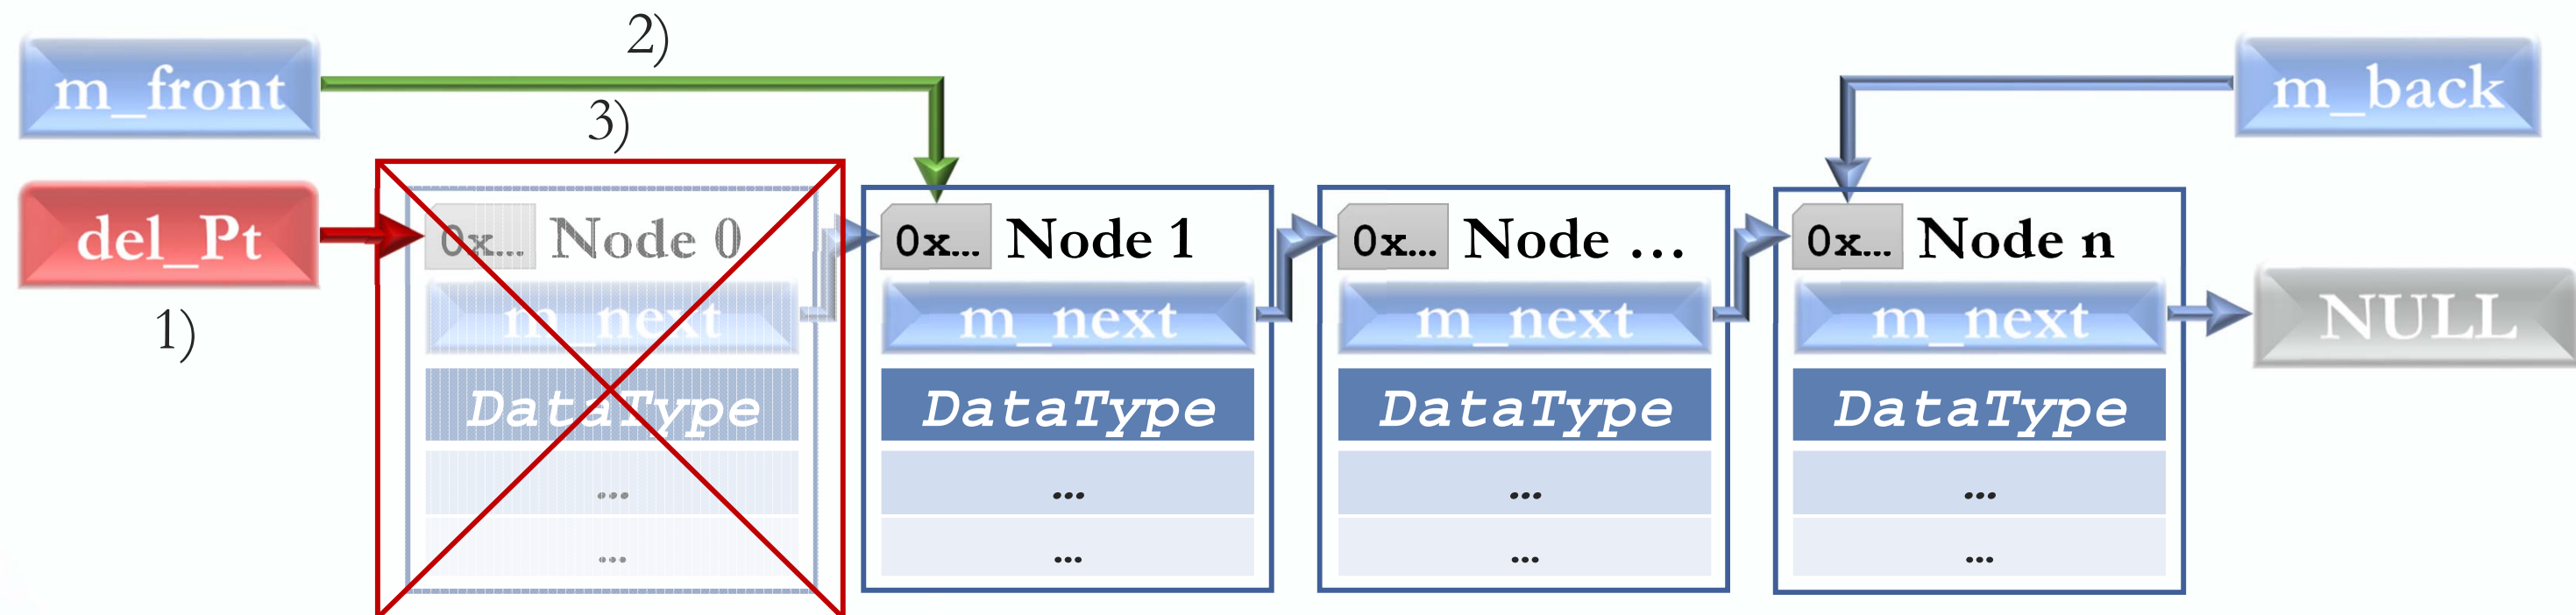 2)
m_front
m_back
3)
del_Pt
1)
0x... Node 0
m_next
DataType
...
...
0x... Node 1
m_next
DataType
...
...
0x... Node ...
m_next
DataType
...
...
0x... Node n
m_next
DataType
...
...
NULL